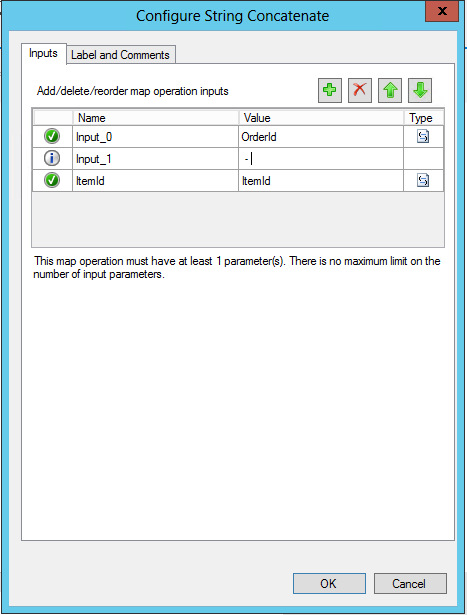 Configure String Concatenate
x
Inputs
Label and Comments
Add/delete/reorder map operation inputs
Name Value Type
Input_0 OrderId
Input_1 -
ItemId ItemId
This map operation must have at least 1 parameter(s). There is no maximum limit on the
number of input parameters.
OK Cancel